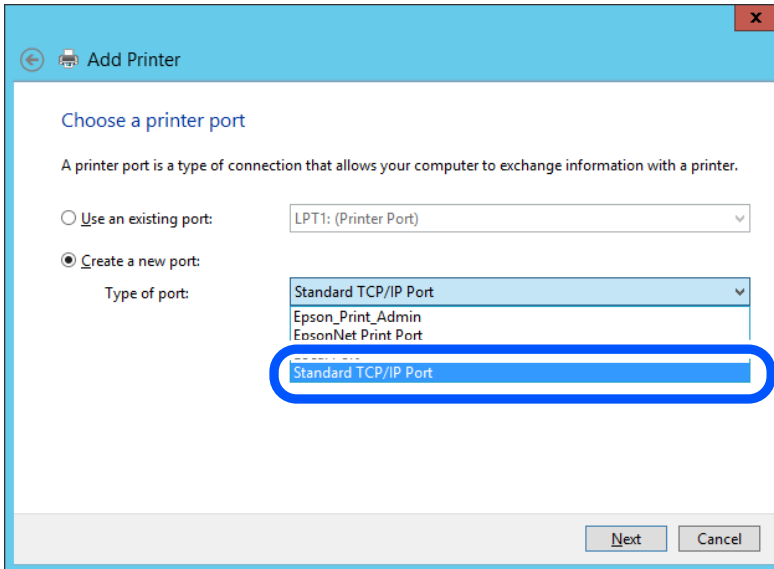 x
Add Printer
Choose a printer port
A printer port is a type of connection that allows your computer to exchange information with a printer.
Use an existing port:
LPT1: (Printer Port)
Create a new port:
Type of port:
Standard TCP/IP Port
Epson_Print_Admin
EpsonNet Print Port
Standard TCP/IP Port
Next
Cancel